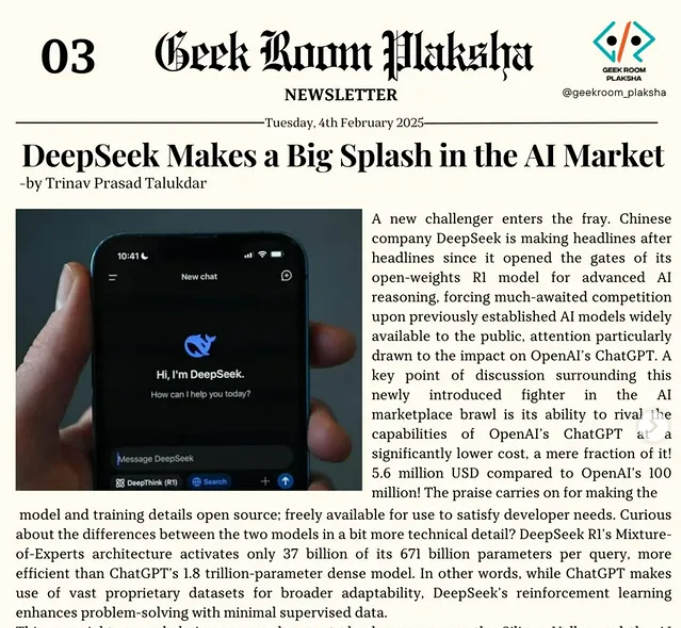 03
Geek Room Plaksha
NEWSLETTER
GEEK ROOM
PLAKSHA
@geekroom_plaksha
Tuesday, 4th February 2025
DeepSeek Makes a Big Splash in the AI Market
-by Trinav Prasad Talukdar
10:41
New chat
Hi, I'm DeepSeek.
How can I help you today?
Message DeepSeek
DeepThink (R1) Search
A new challenger enters the fray. Chinese
company DeepSeek is making headlines after
headlines since it opened the gates of its
open-weights R1 model for advanced AI
reasoning, forcing much-awaited competition
upon previously established AI models widely
available to the public, attention particularly
drawn to the impact on OpenAI's ChatGPT. A
key point of discussion surrounding this
newly introduced fighter in the AI
marketplace brawl is its ability to rival the
capabilities of OpenAI's ChatGPT at a
significantly lower cost, a mere fraction of it!
5.6 million USD compared to OpenAI's 100
million! The praise carries on for making the
model and training details open source; freely available for use to satisfy developer needs. Curious
about the differences between the two models in a bit more technical detail? DeepSeek R1's Mixture-
of-Experts architecture activates only 37 billion of its 671 billion parameters per query, more
efficient than ChatGPT's 1.8 trillion-parameter dense model. In other words, while ChatGPT makes
use of vast proprietary datasets for broader adaptability, DeepSeek's reinforcement learning
enhances problem-solving with minimal supervised data.